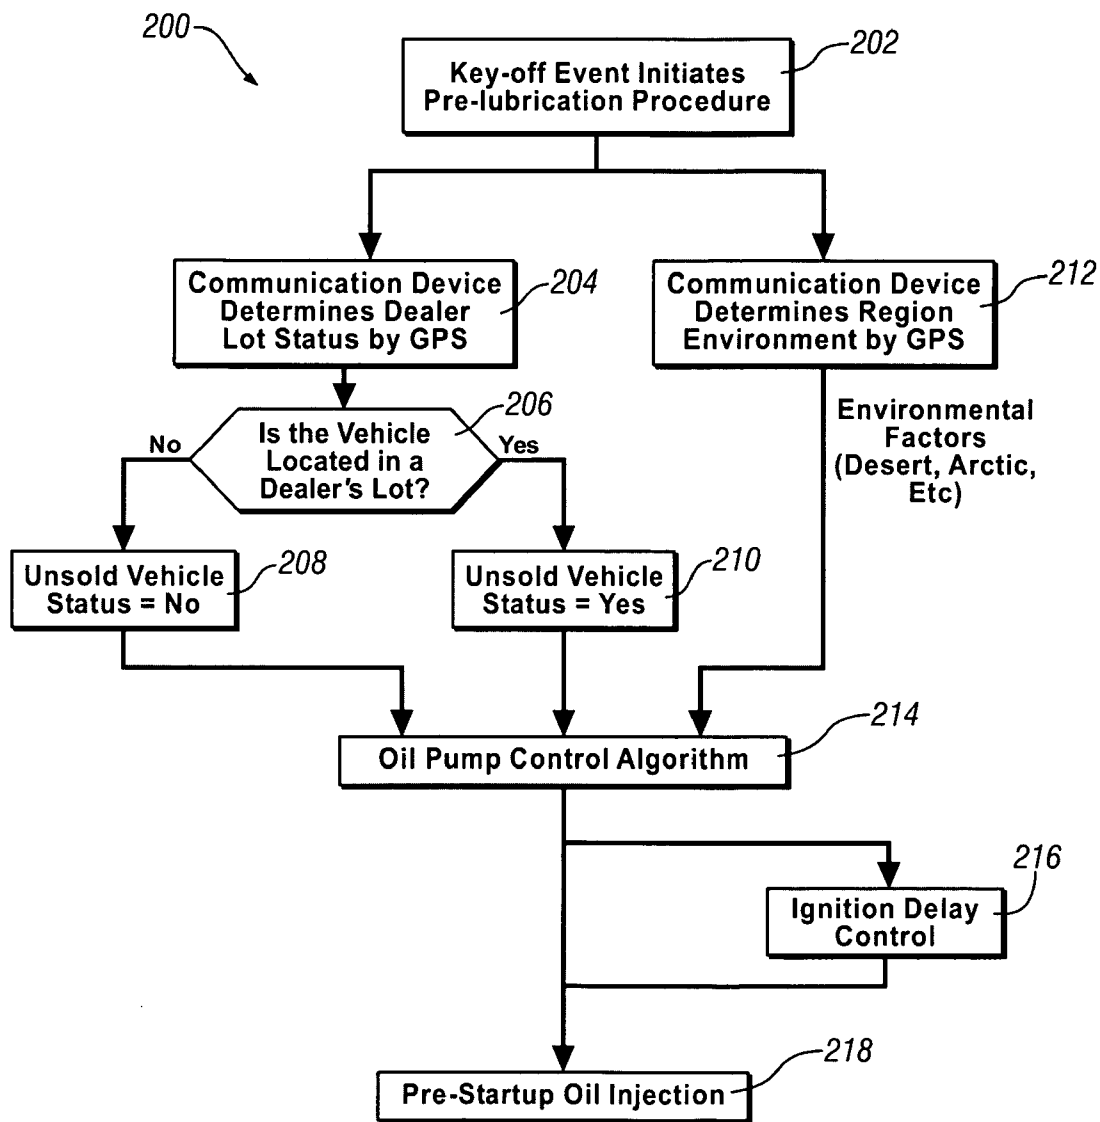 200
202
Key-off Event Initiates
Pre-lubrication Procedure
204
Communication Device
Determines Dealer
Lot Status by GPS
212
Communication Device
Determines Region
Environment by GPS
206
Is the Vehicle
Located in a
Dealer's Lot?
No
Yes
Environmental
Factors
(Desert, Arctic,
Etc)
208
Unsold Vehicle
Status = No
210
Unsold Vehicle
Status = Yes
214
Oil Pump Control Algorithm
216
Ignition Delay
Control
218
Pre-Startup Oil Injection